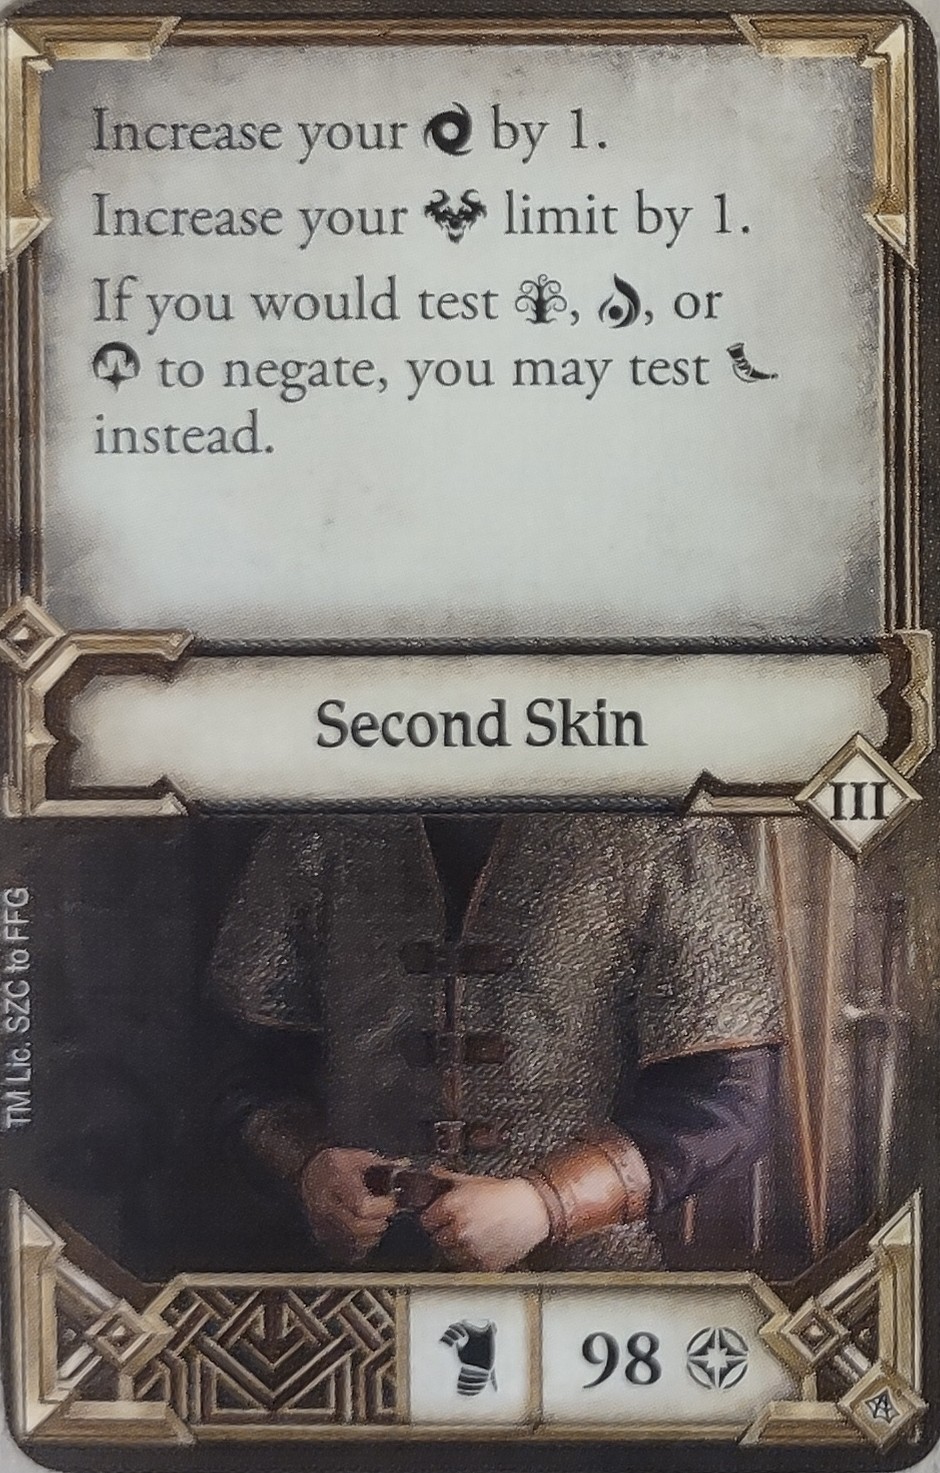 Increase your by 1.
Increase your limit by 1.
If you would test , , or
to negate, you may test
instead.
Second Skin
III
TM Lic. SZC to FFG
98